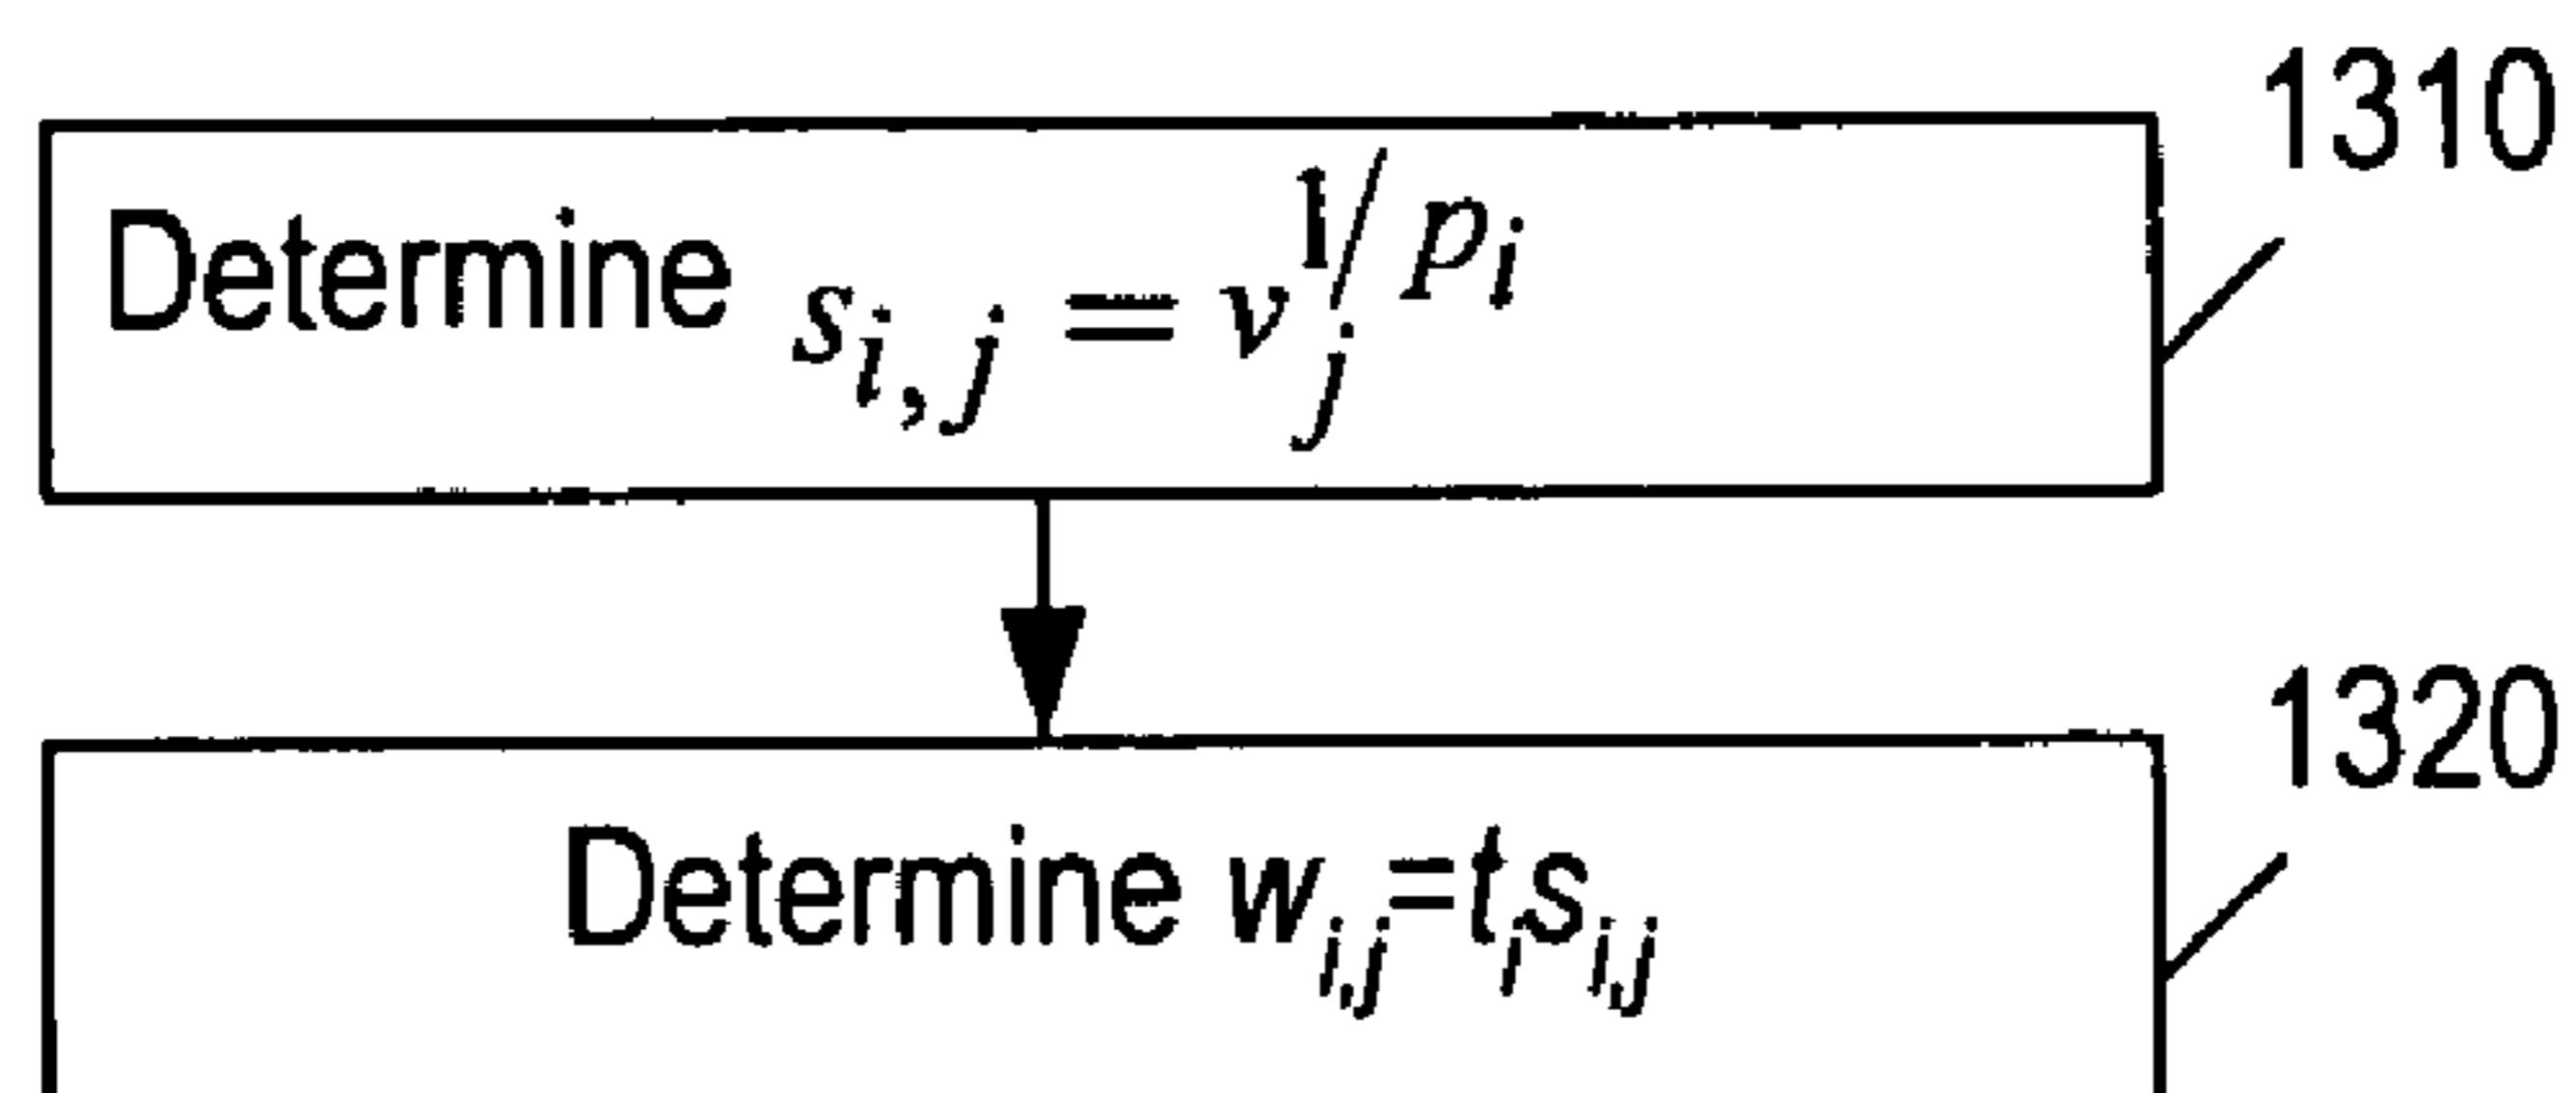 1310
Determine s_{i,j} = v_j^{1/p_i}
1320
Determine w_{i,j}=t_i s_{i,j}